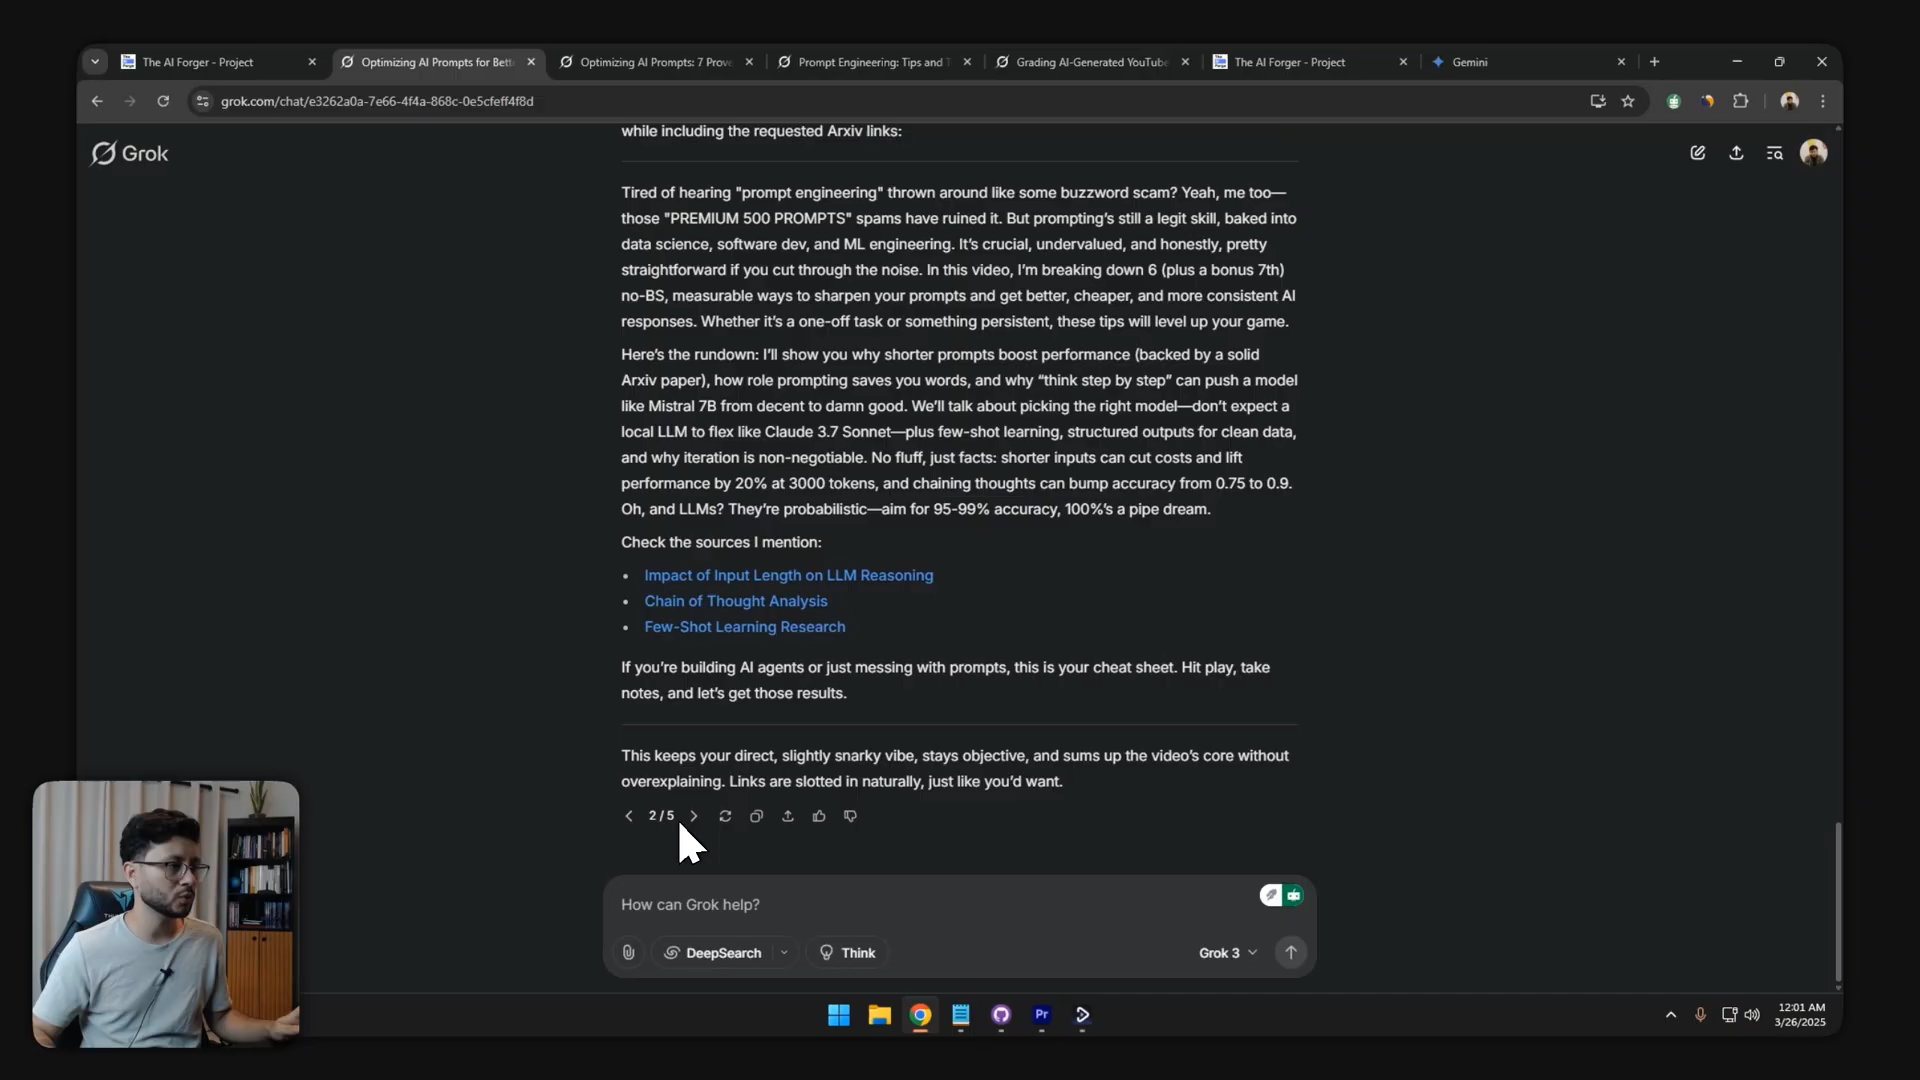 The AI Forger - Project
Optimizing AI Prompts for Bett
Optimizing AI Prompts: 7 Prove
Prompt Engineering: Tips and T
Grading AI-Generated YouTube
The AI Forger - Project
Gemini
grok.com/chat/e3262a0a-7e66-4f4a-868c-0e5cfeff4f8d
Grok
while including the requested Arxiv links:
Tired of hearing "prompt engineering" thrown around like some buzzword scam? Yeah, me too—
those "PREMIUM 500 PROMPTS" spams have ruined it. But prompting's still a legit skill, baked into
data science, software dev, and ML engineering. It's crucial, undervalued, and honestly, pretty
straightforward if you cut through the noise. In this video, I'm breaking down 6 (plus a bonus 7th)
no-BS, measurable ways to sharpen your prompts and get better, cheaper, and more consistent AI
responses. Whether it's a one-off task or something persistent, these tips will level up your game.
Here's the rundown: I'll show you why shorter prompts boost performance (backed by a solid
Arxiv paper), how role prompting saves you words, and why “think step by step” can push a model
like Mistral 7B from decent to damn good. We'll talk about picking the right model—don't expect a
local LLM to flex like Claude 3.7 Sonnet—plus few-shot learning, structured outputs for clean data,
and why iteration is non-negotiable. No fluff, just facts: shorter inputs can cut costs and lift
performance by 20% at 3000 tokens, and chaining thoughts can bump accuracy from 0.75 to 0.9.
Oh, and LLMs? They're probabilistic—aim for 95-99% accuracy, 100%'s a pipe dream.
Check the sources I mention:
• Impact of Input Length on LLM Reasoning
• Chain of Thought Analysis
• Few-Shot Learning Research
If you're building AI agents or just messing with prompts, this is your cheat sheet. Hit play, take
notes, and let's get those results.
This keeps your direct, slightly snarky vibe, stays objective, and sums up the video's core without
overexplaining. Links are slotted in naturally, just like you'd want.
2 / 5
How can Grok help?
DeepSearch
Think
Grok 3
Pr
12:01 AM
3/26/2025